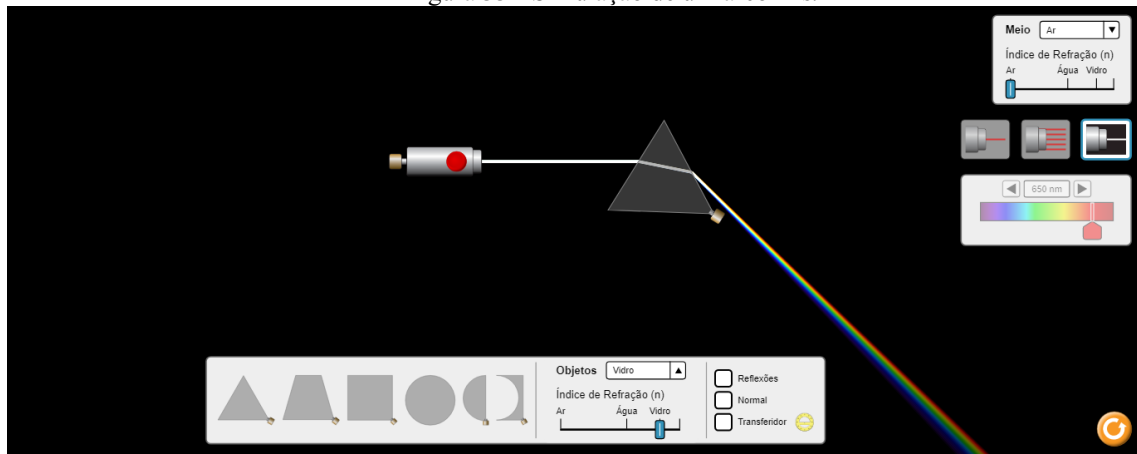 Meio Ar
Índice de Refração (n)
Ar Água Vidro
650 nm
Objetos Vidro
Índice de Refração (n)
Ar Água Vidro
Reflexões
Normal
Transferidor